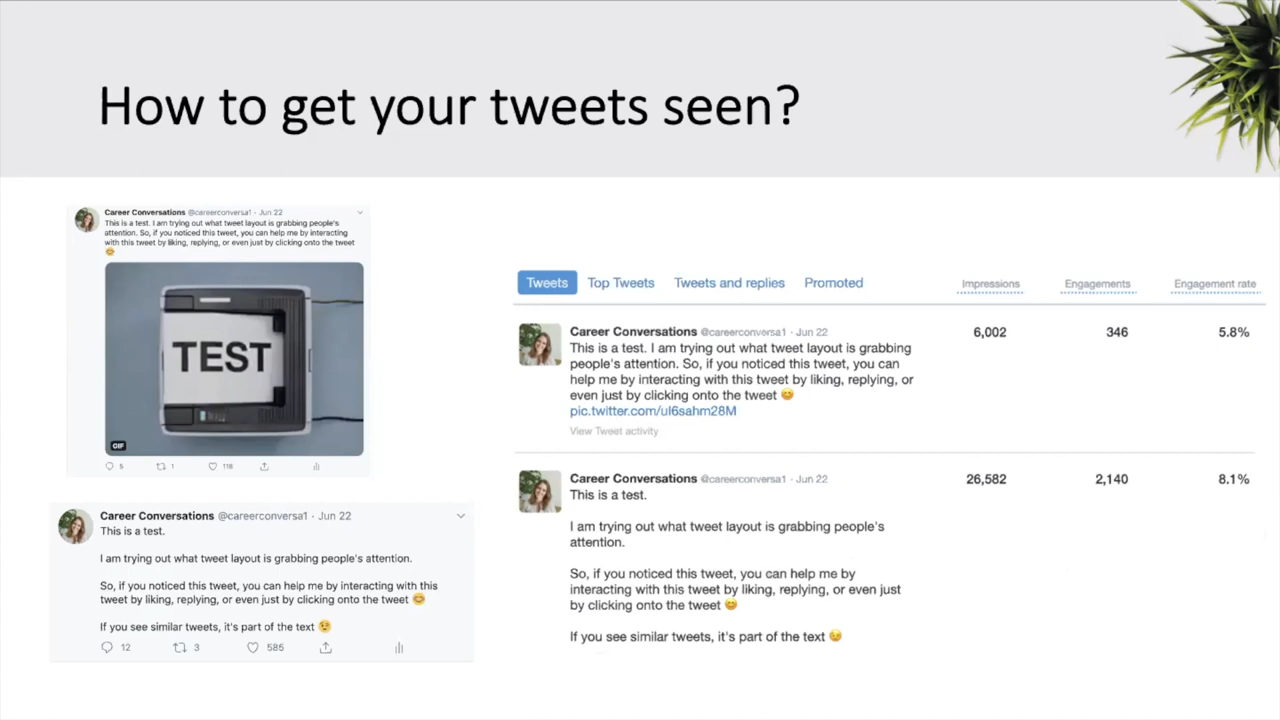 How to get your tweets seen?
Career Conversations @careerconversa1 · Jun 22
This is a test. I am trying out what tweet layout is grabbing people's
attention. So, if you noticed this tweet, you can help me by interacting
with this tweet by liking, replying, or even just by clicking onto the tweet
😊
TEST
GIF
5 1 118
Career Conversations @careerconversa1 · Jun 22
This is a test.
I am trying out what tweet layout is grabbing people's attention.
So, if you noticed this tweet, you can help me by interacting with this
tweet by liking, replying, or even just by clicking onto the tweet 😊
If you see similar tweets, it's part of the text 😉
12 3 585
Tweets Top Tweets Tweets and replies Promoted Impressions Engagements Engagement rate
Career Conversations @careerconversa1 · Jun 22 6,002 346 5.8%
This is a test. I am trying out what tweet layout is grabbing
people's attention. So, if you noticed this tweet, you can
help me by interacting with this tweet by liking, replying, or
even just by clicking onto the tweet 😊
pic.twitter.com/ul6sahm28M
View Tweet activity
Career Conversations @careerconversa1 · Jun 22 26,582 2,140 8.1%
This is a test.
I am trying out what tweet layout is grabbing people's
attention.
So, if you noticed this tweet, you can help me by
interacting with this tweet by liking, replying, or even just
by clicking onto the tweet 😊
If you see similar tweets, it's part of the text 😉